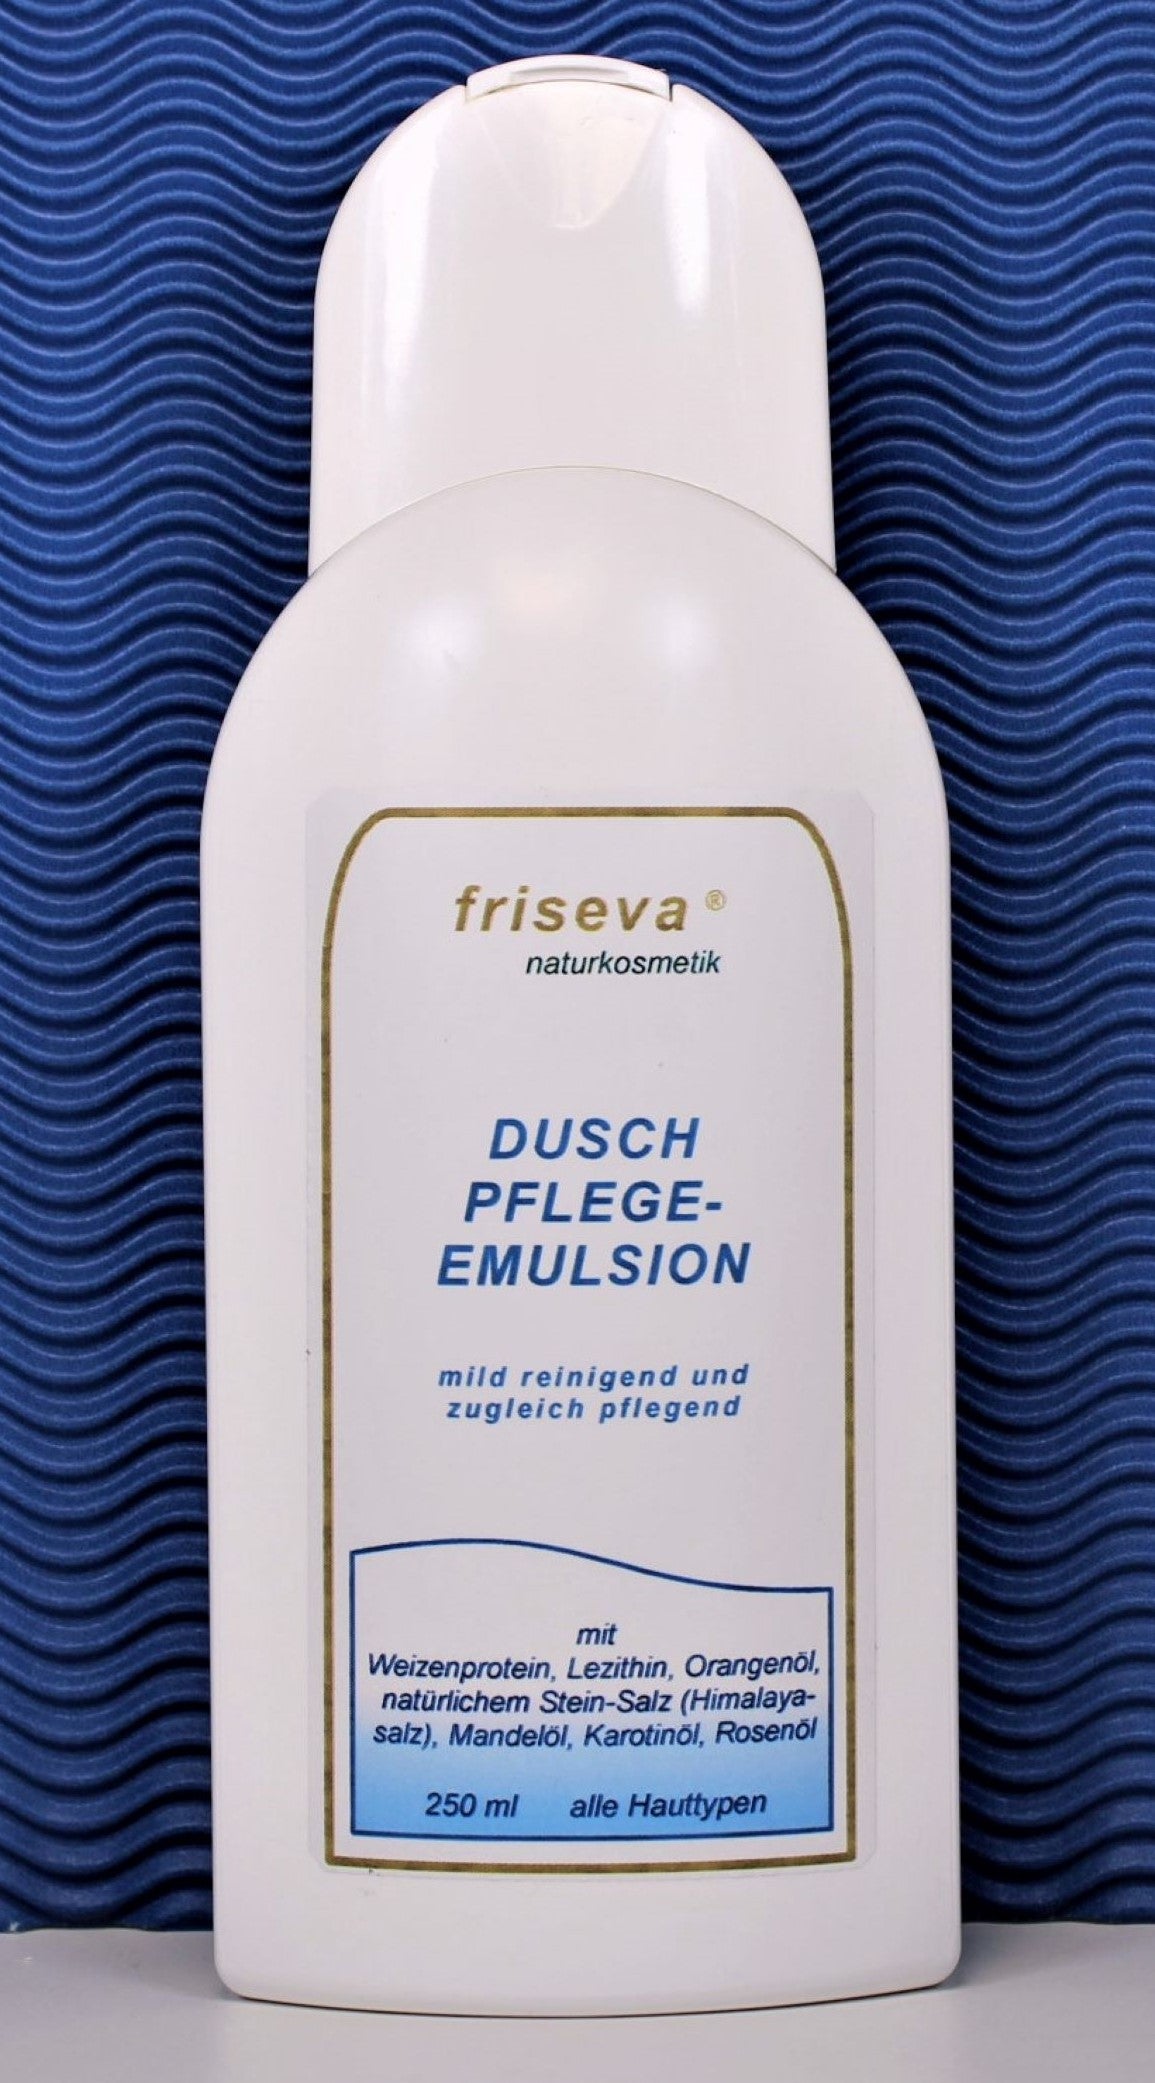 friseva ®
naturkosmetik
DUSCH
PFLEGE-
EMULSION
mild reinigend und
zugleich pflegend
mit
Weizenprotein, Lezithin, Orangenöl,
natürlichem Stein-Salz (Himalaya-
salz), Mandelöl, Karotinöl, Rosenöl
250 ml alle Hauttypen